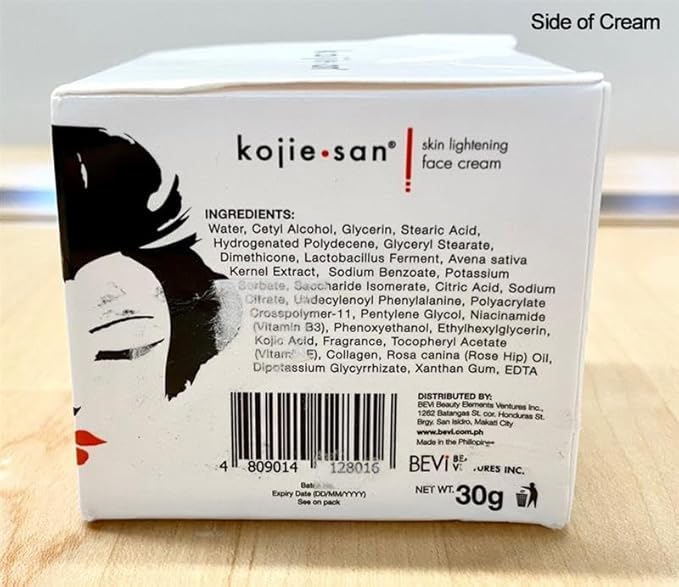 Side of Cream
kojie•san® skin lightening
face cream
INGREDIENTS:
Water, Cetyl Alcohol, Glycerin, Stearic Acid,
Hydrogenated Polydecene, Glyceryl Stearate,
Dimethicone, Lactobacillus Ferment, Avena sativa
Kernel Extract, Sodium Benzoate, Potassium
Sorbate, Saccharide Isomerate, Citric Acid, Sodium
Citrate, Undecylenoyl Phenylalanine, Polyacrylate
Crosspolymer-11, Pentylene Glycol, Niacinamide
(Vitamin B3), Phenoxyethanol, Ethylhexylglycerin,
Kojic Acid, Fragrance, Tocopheryl Acetate
(Vitamin E), Collagen, Rosa canina (Rose Hip) Oil,
Dipotassium Glycyrrhizate, Xanthan Gum, EDTA
4 809014 128016
Expiry Date (DD/MM/YYYY)
See on pack
DISTRIBUTED BY:
BEVi Beauty Elements Ventures Inc.,
1262 Batangas St. cor. Honduras St.
Brgy. San Isidro, Makati City
www.bevi.com.ph
Made in the Philippines
BEVi
INC.
NET WT. 30g